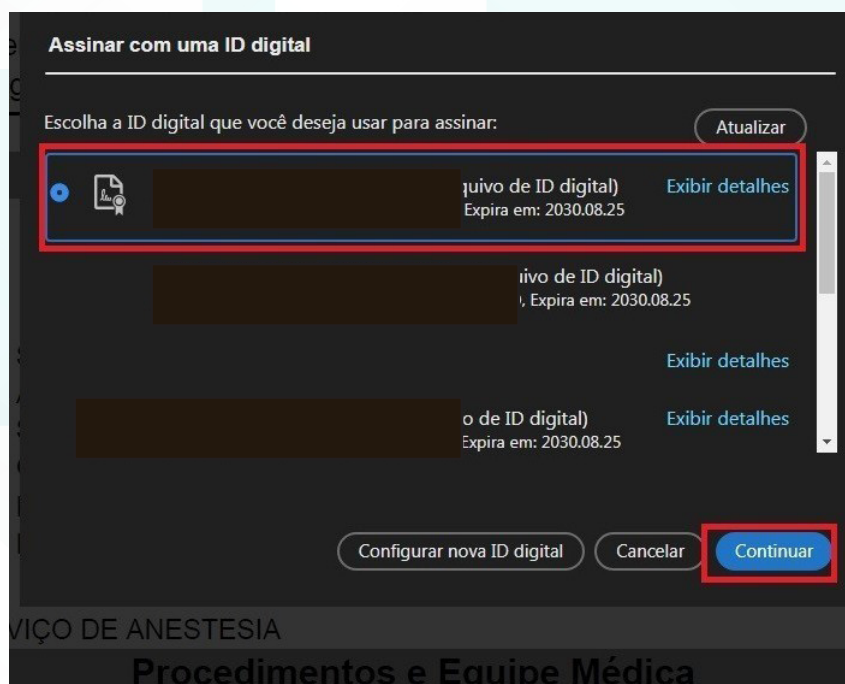 Assinar com uma ID digital
Escolha a ID digital que você deseja usar para assinar:
Atualizar
quivo de ID digital) Exibir detalhes
Expira em: 2030.08.25
ivo de ID digital)
, Expira em: 2030.08.25
Exibir detalhes
o de ID digital) Exibir detalhes
Expira em: 2030.08.25
Configurar nova ID digital Cancelar Continuar
VIÇO DE ANESTESIA
Procedimentos e Equipe Médica